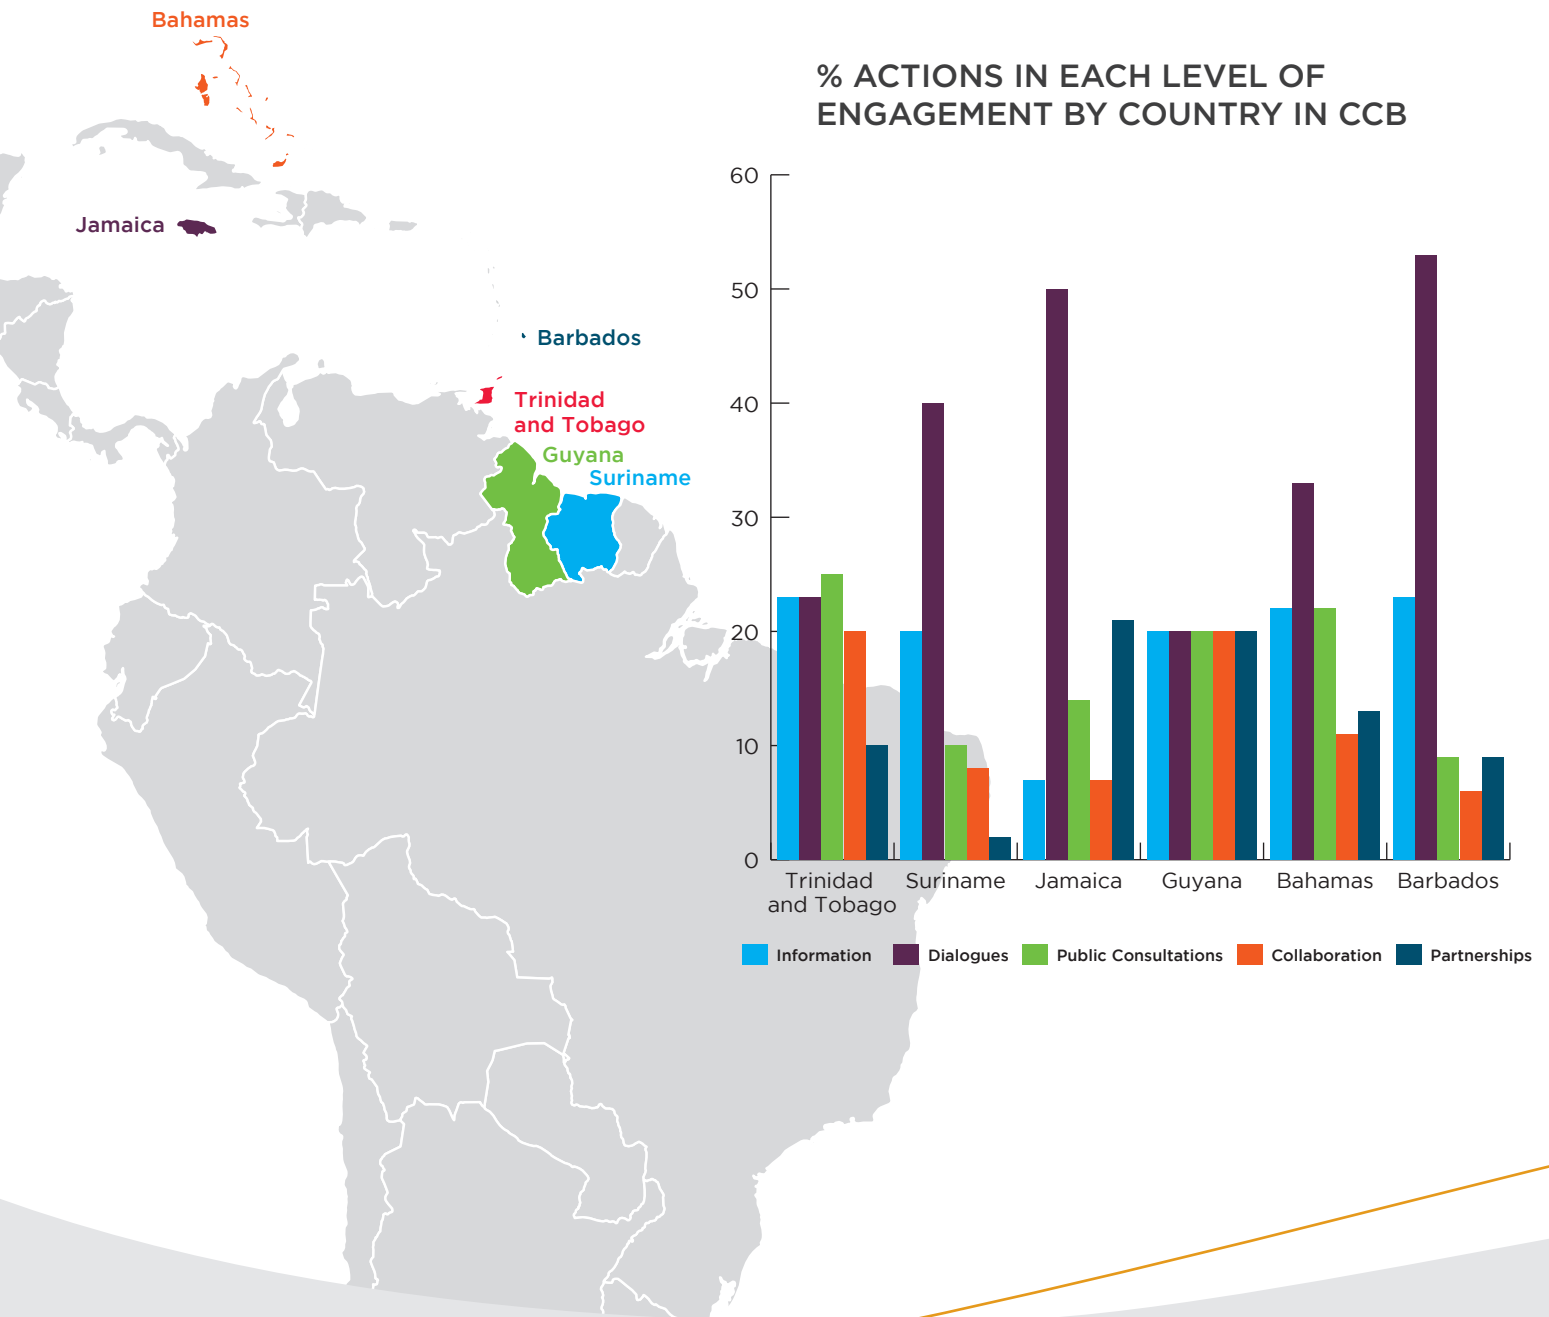 Bahamas
Jamaica
Barbados
Trinidad
and Tobago
Guyana
Suriname
% ACTIONS IN EACH LEVEL OF
ENGAGEMENT BY COUNTRY IN CCB
60
50
40
30
20
10
0
Trinidad
and Tobago
Suriname
Jamaica
Guyana
Bahamas
Barbados
Information
Dialogues
Public Consultations
Collaboration
Partnerships